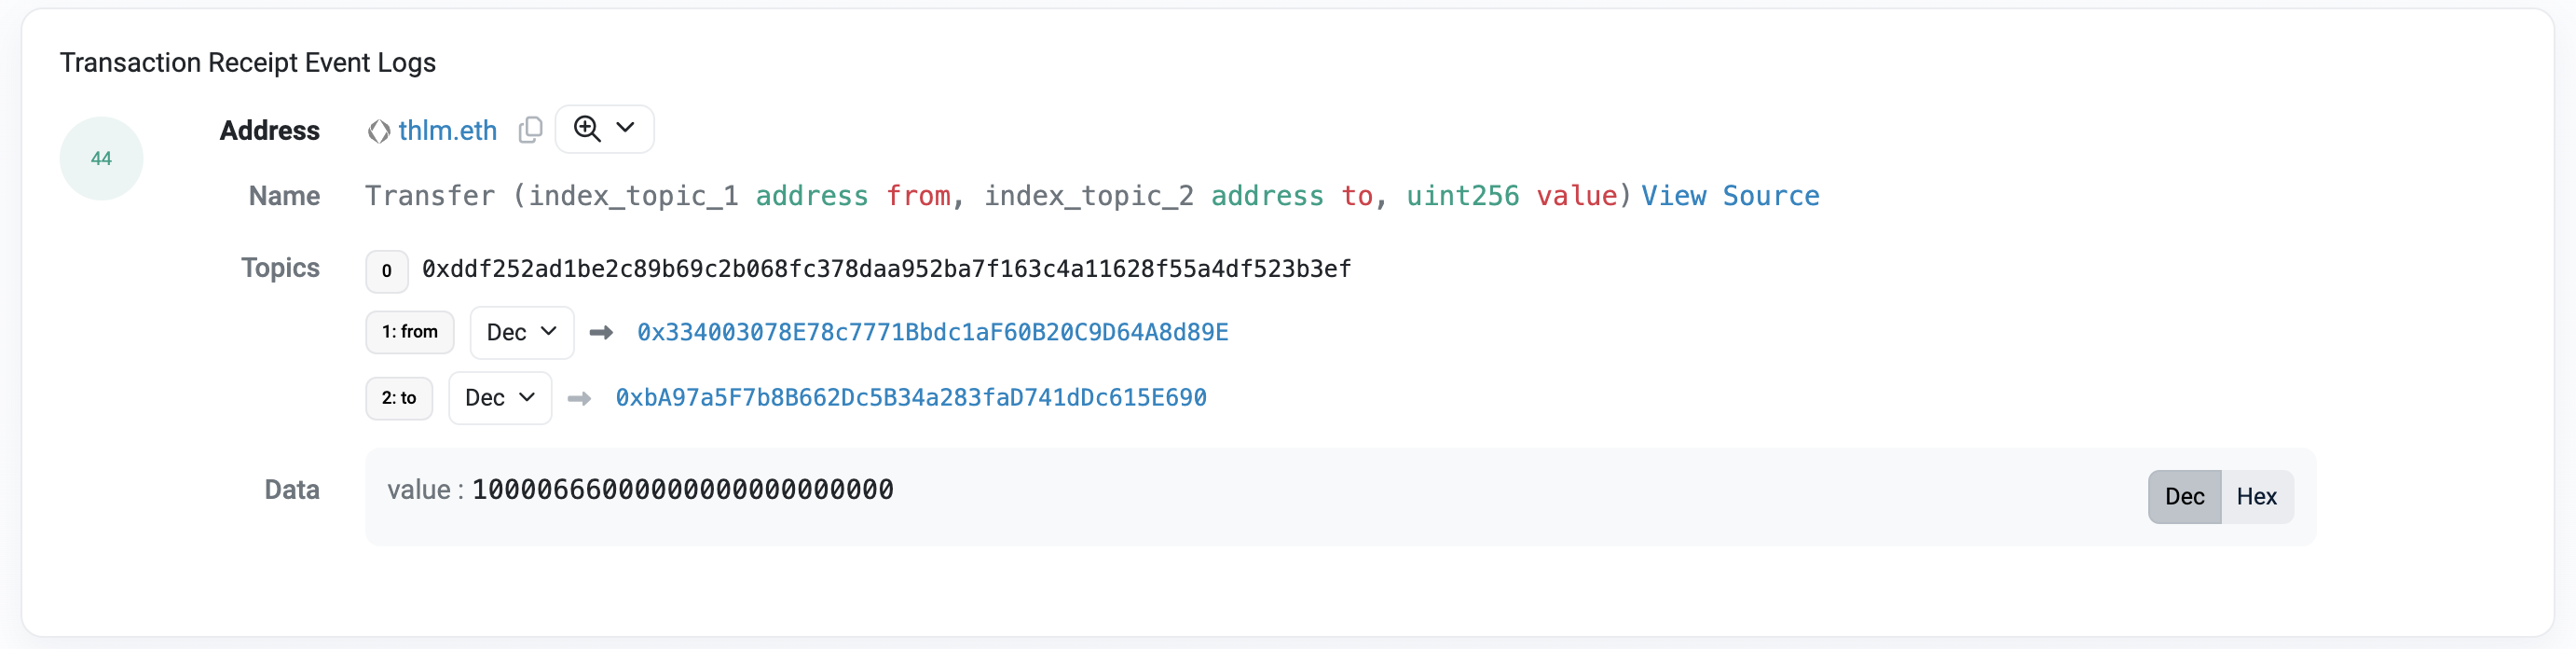 Transaction Receipt Event Logs
44
Address thlm.eth
Name Transfer (index_topic_1 address from, index_topic_2 address to, uint256 value) View Source
Topics 0 0xddf252ad1be2c89b69c2b068fc378daa952ba7f163c4a11628f55a4df523b3ef
1: from Dec 0x334003078E78c7771Bbdc1aF60B20C9D64A8d89E
2: to Dec 0xbA97a5F7b8B662Dc5B34a283faD741dDc615E690
Data value : 10000666000000000000000000 Dec Hex